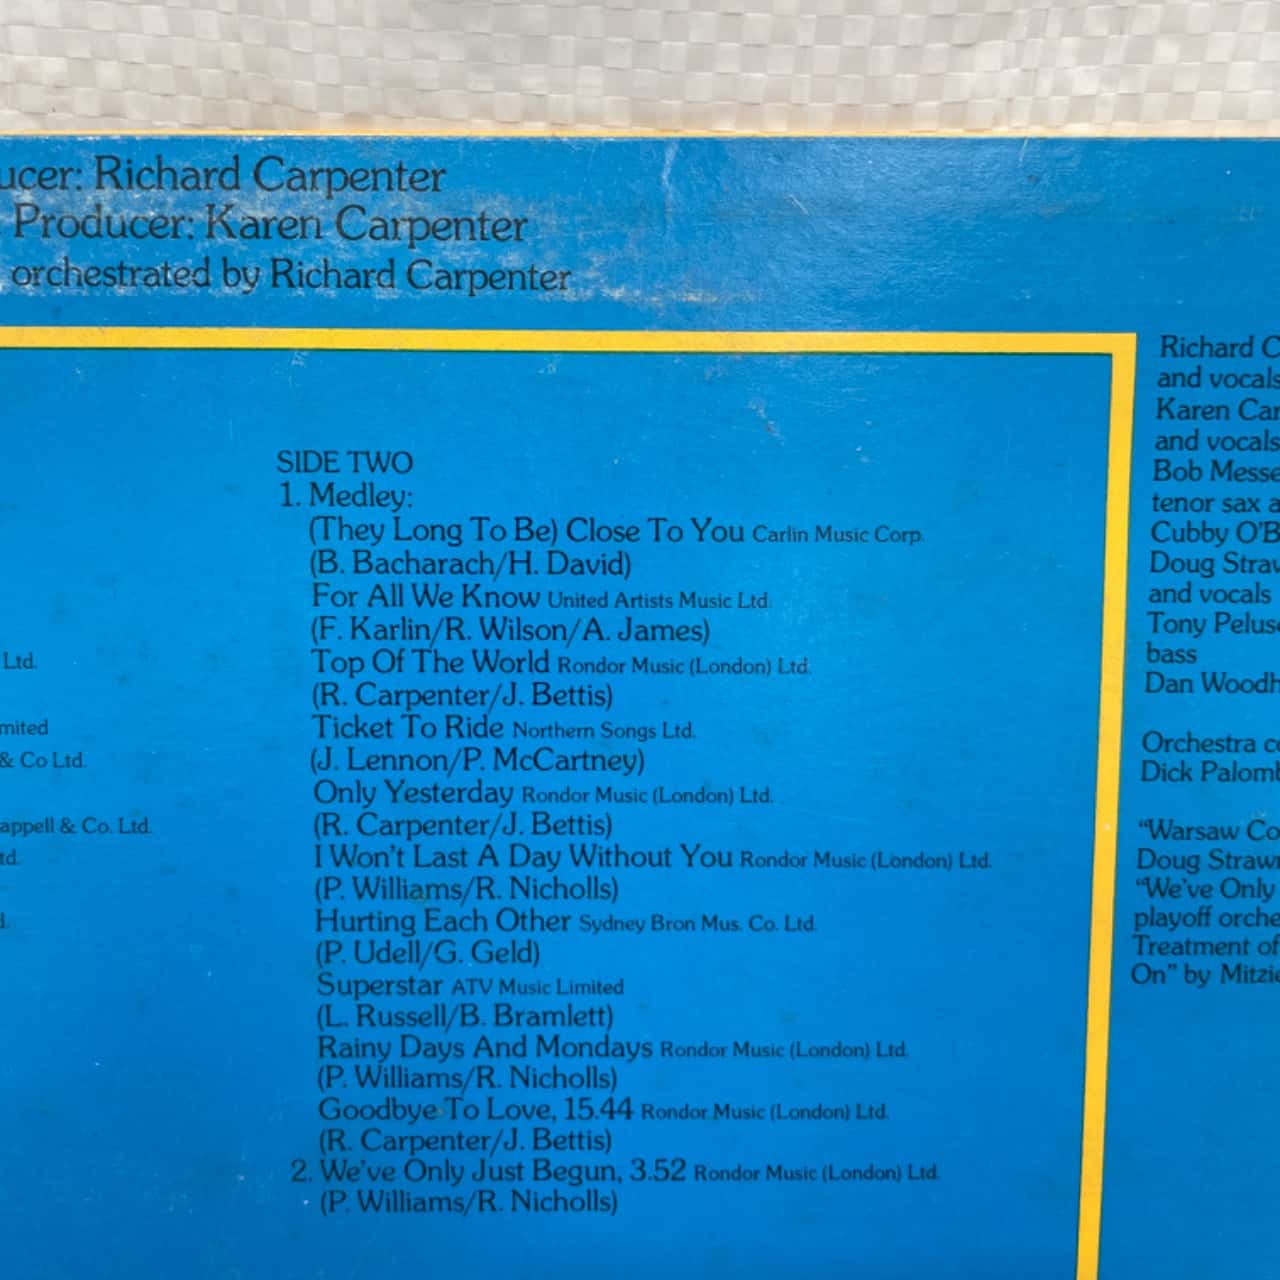 ucer: Richard Carpenter
Producer: Karen Carpenter
orchestrated by Richard Carpenter
Ltd.
mited
& Co Ltd.
appell & Co. Ltd.
td.
d.
SIDE TWO
1. Medley:
(They Long To Be) Close To You Carlin Music Corp.
(B. Bacharach/H. David)
For All We Know United Artists Music Ltd.
(F. Karlin/R. Wilson/A. James)
Top Of The World Rondor Music (London) Ltd.
(R. Carpenter/J. Bettis)
Ticket To Ride Northern Songs Ltd.
(J. Lennon/P. McCartney)
Only Yesterday Rondor Music (London) Ltd.
(R. Carpenter/J. Bettis)
I Won't Last A Day Without You Rondor Music (London) Ltd.
(P. Williams/R. Nicholls)
Hurting Each Other Sydney Bron Mus. Co. Ltd.
(P. Udell/G. Geld)
Superstar ATV Music Limited
(L. Russell/B. Bramlett)
Rainy Days And Mondays Rondor Music (London) Ltd.
(P. Williams/R. Nicholls)
Goodbye To Love, 15.44 Rondor Music (London) Ltd.
(R. Carpenter/J. Bettis)
2. We've Only Just Begun, 3.52 Rondor Music (London) Ltd.
(P. Williams/R. Nicholls)
Richard C
and vocals
Karen Car
and vocals
Bob Messe
tenor sax a
Cubby O'B
Doug Straw
and vocals
Tony Pelus
bass
Dan Woodh
Orchestra co
Dick Palomb
"Warsaw Co
Doug Straw
"We've Only
playoff orche
Treatment of
On" by Mitzie